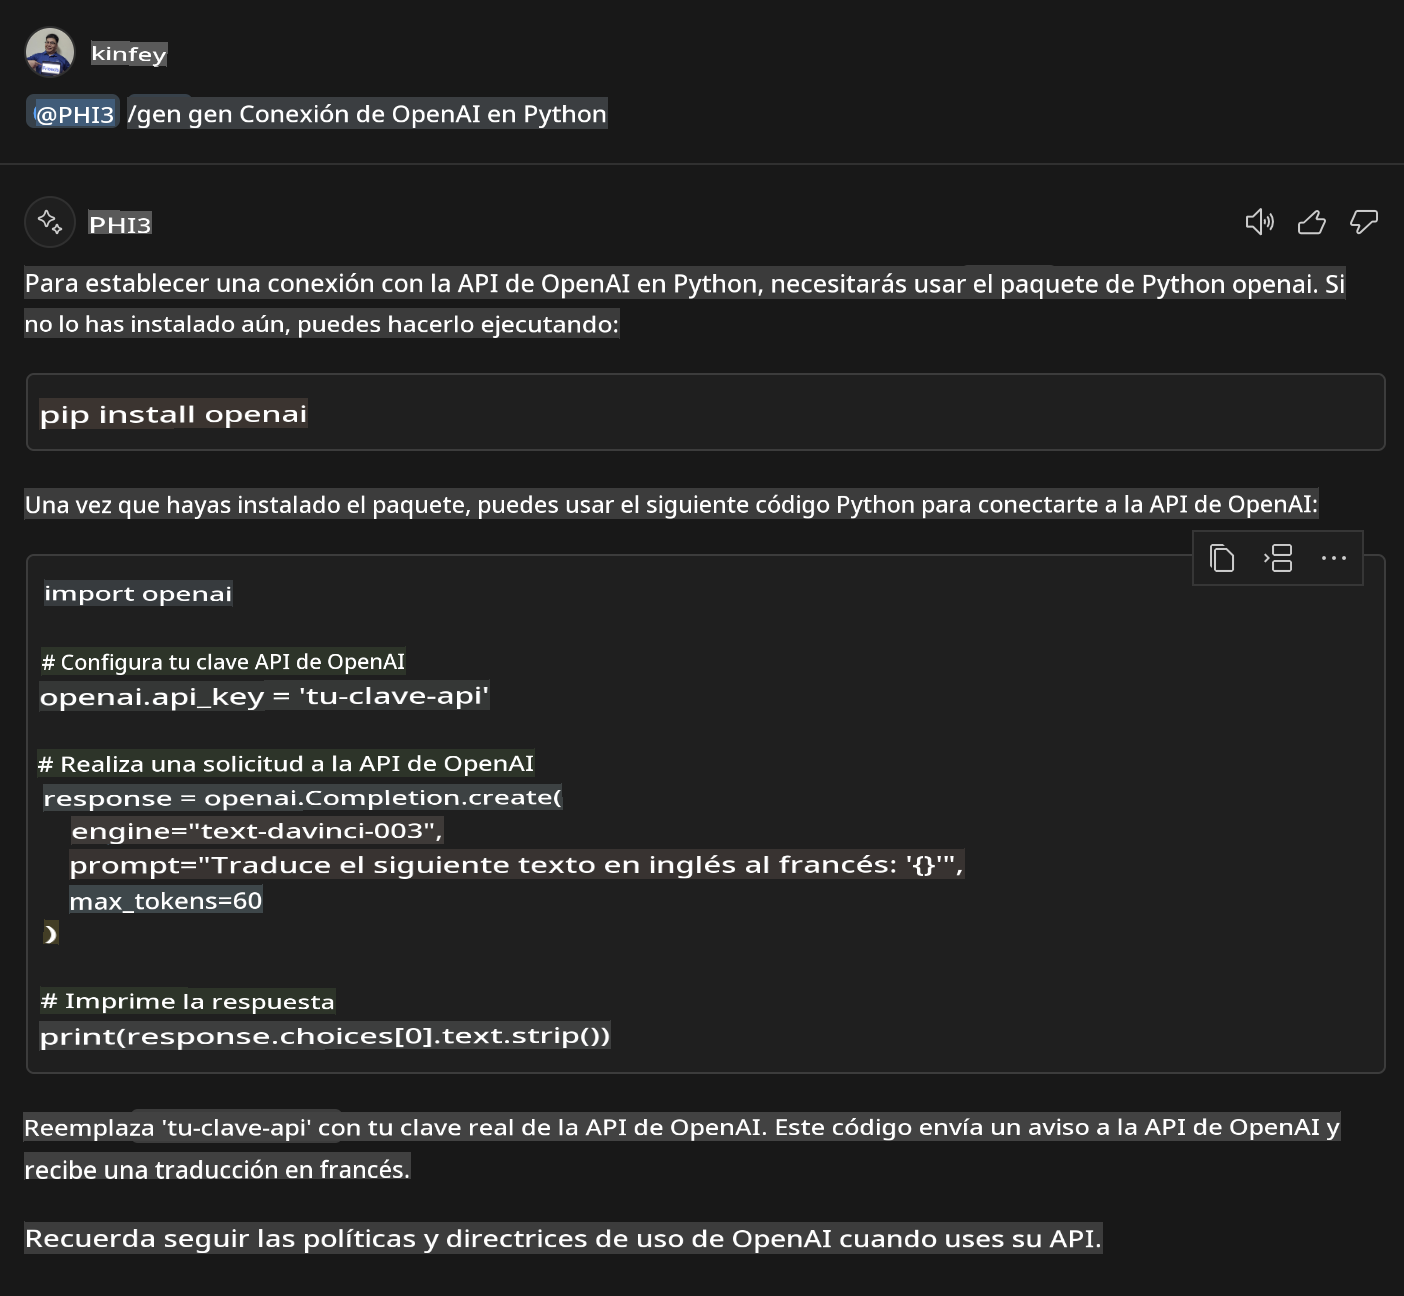 kinfey
@PHI3 /gen gen Conexión de OpenAI en Python
PHI3
Para establecer una conexión con la API de OpenAI en Python, necesitarás usar el paquete de Python openai. Si
no lo has instalado aún, puedes hacerlo ejecutando:
pip install openai
Una vez que hayas instalado el paquete, puedes usar el siguiente código Python para conectarte a la API de OpenAI:
import openai
# Configura tu clave API de OpenAI
openai.api_key = 'tu-clave-api'
# Realiza una solicitud a la API de OpenAI
response = openai.Completion.create(
engine="text-davinci-003",
prompt="Traduce el siguiente texto en inglés al francés: '{}'",
max_tokens=60
)
# Imprime la respuesta
print(response.choices[0].text.strip())
Reemplaza 'tu-clave-api' con tu clave real de la API de OpenAI. Este código envía un aviso a la API de OpenAI y
recibe una traducción en francés.
Recuerda seguir las políticas y directrices de uso de OpenAI cuando uses su API.